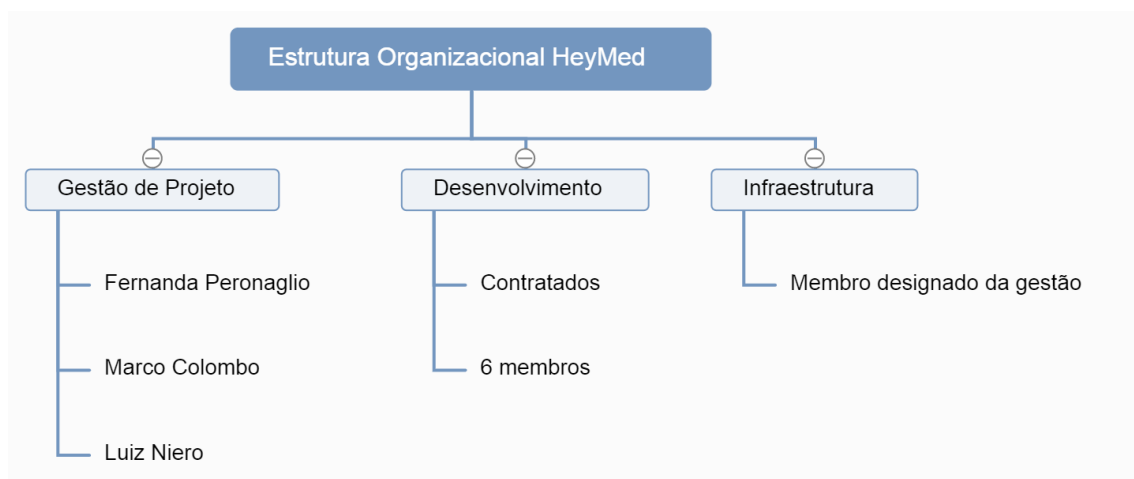 Estrutura Organizacional HeyMed
Gestão de Projeto
Fernanda Peronaglio
Marco Colombo
Luiz Niero
Desenvolvimento
Contratados
6 membros
Infraestrutura
Membro designado da gestão